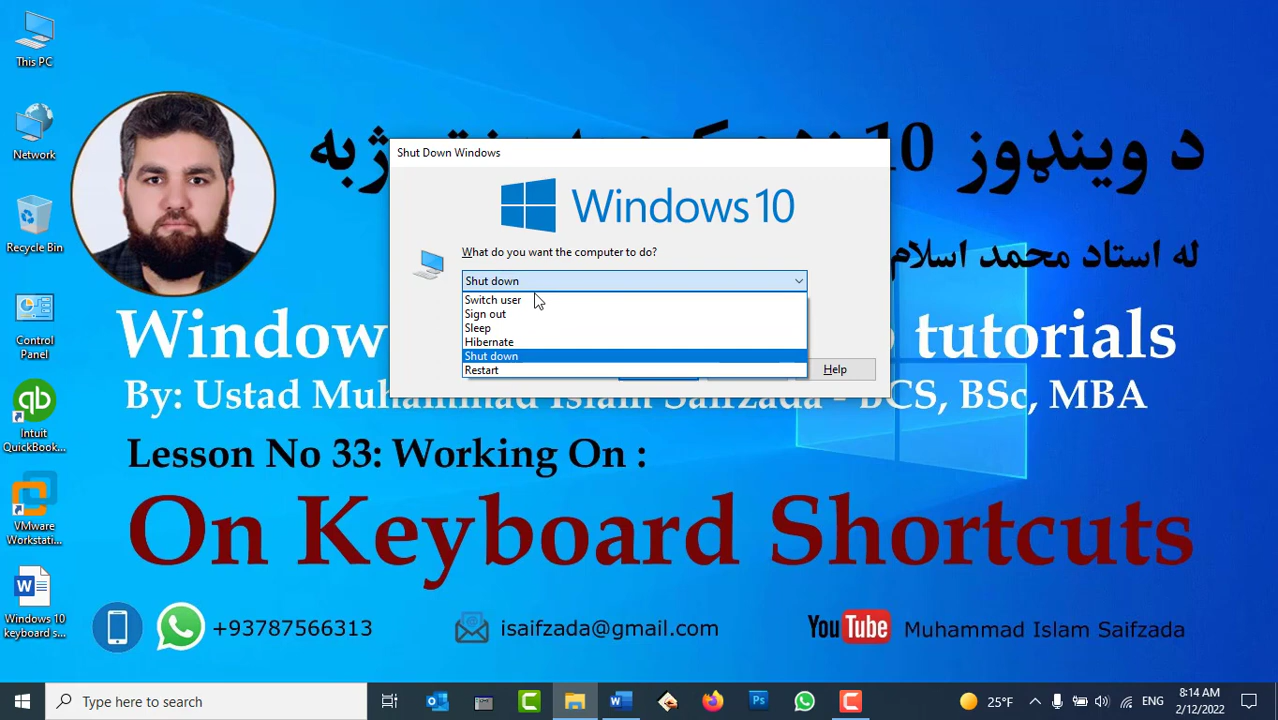 This PC
Network
Recycle Bin
Control
Panel
Intuit
QuickBook...
VMware
Workstati...
Windows 10
keyboard s...
د وینډوز 10
ژبه
له استاد محمد اسلام
Shut Down Windows
Windows 10
What do you want the computer to do?
Shut down
Switch user
Sign out
Sleep
Hibernate
Shut down
Restart
Help
Window tutorials
By: Ustad Muhammad Islam Saifzada - BCS, BSc, MBA
Lesson No 33: Working On :
On Keyboard Shortcuts
+93787566313
isaifzada@gmail.com
YouTube
Muhammad Islam Saifzada
Type here to search
25°F
ENG
8:14 AM
2/12/2022